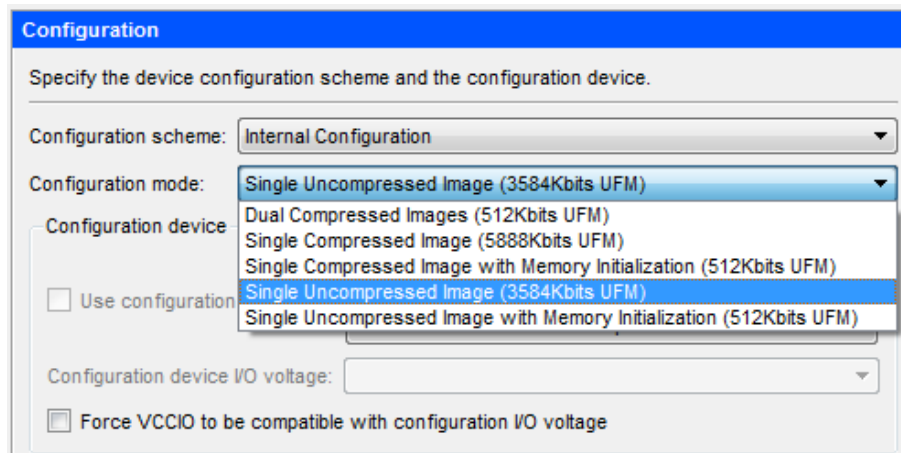 Configuration
Specify the device configuration scheme and the configuration device.
Configuration scheme: Internal Configuration
Configuration mode: Single Uncompressed Image (3584Kbits UFM)
Dual Compressed Images (512Kbits UFM)
Configuration device
Single Compressed Image (5888Kbits UFM)
Single Compressed Image with Memory Initialization (512Kbits UFM)
Use configuration Single Uncompressed Image (3584Kbits UFM)
Single Uncompressed Image with Memory Initialization (512Kbits UFM)
Configuration device I/O voltage:
Force VCCIO to be compatible with configuration I/O voltage